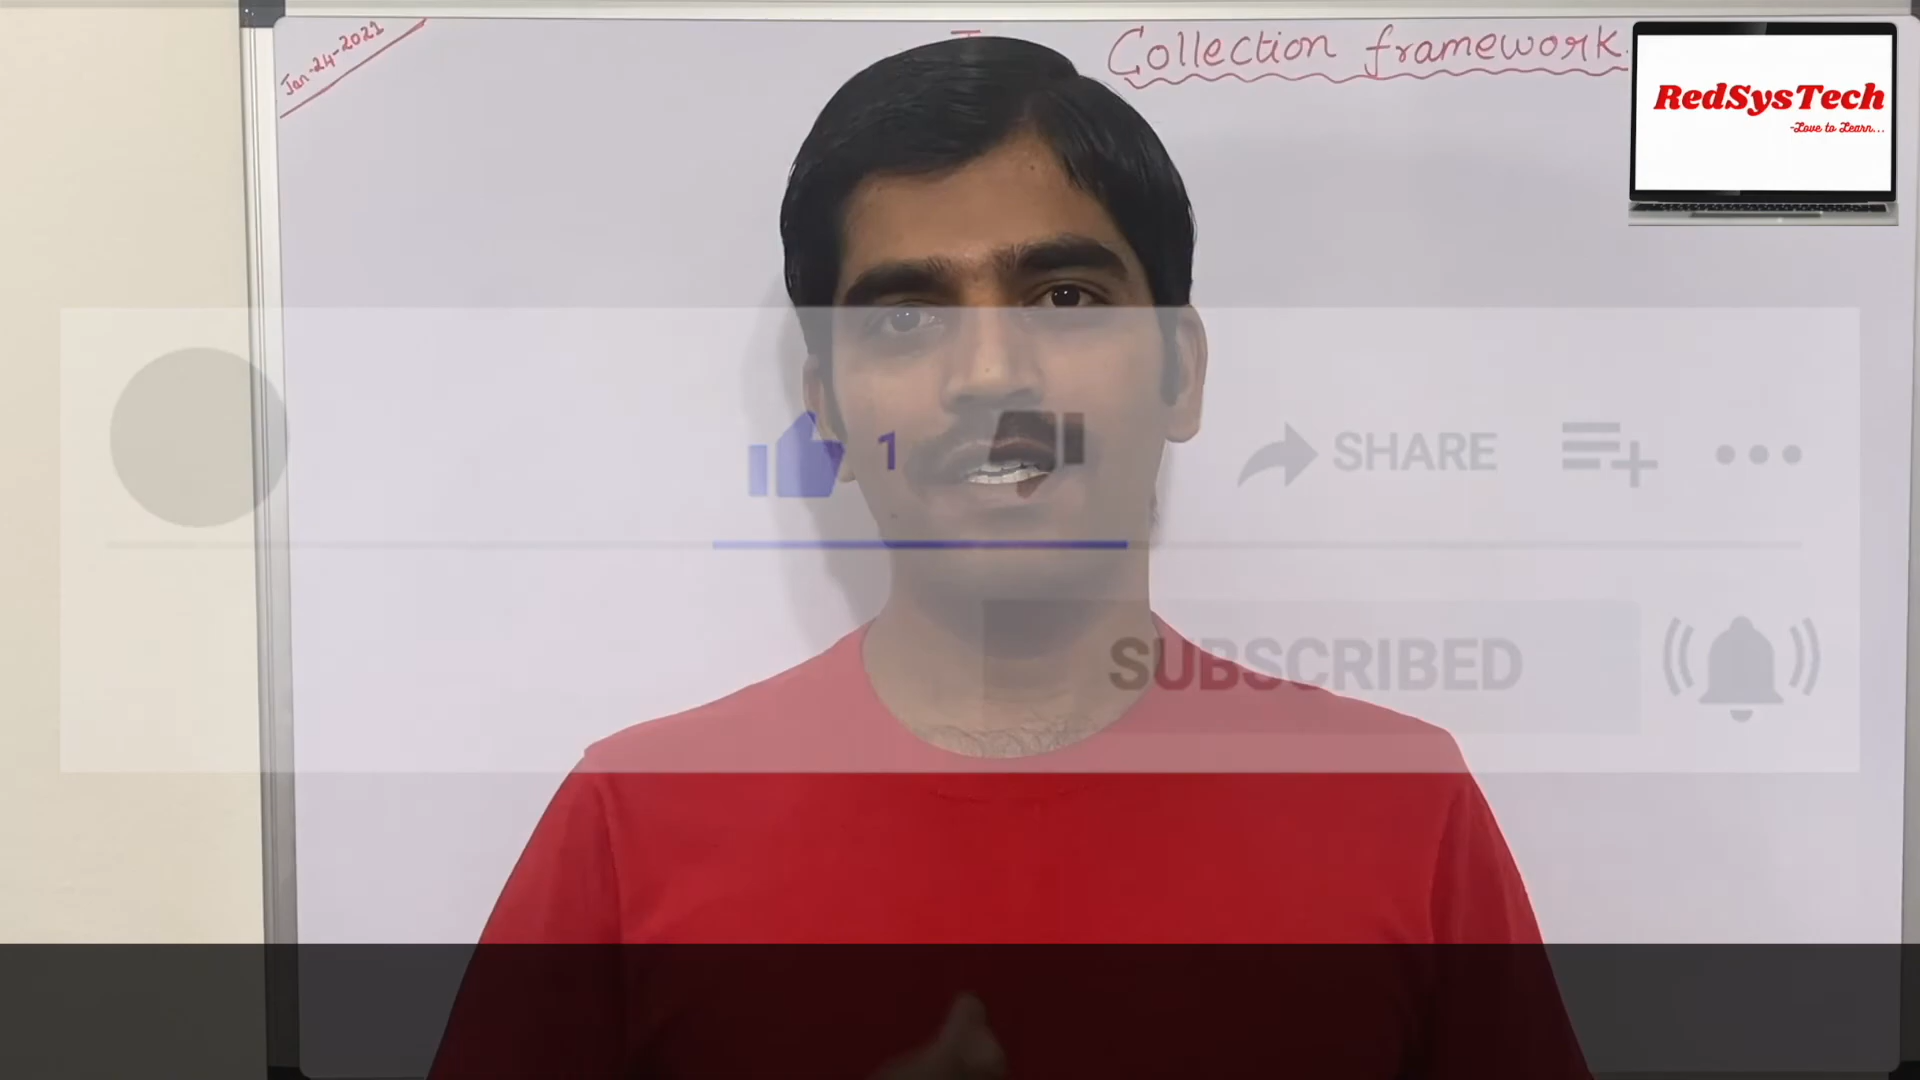 Jan-24-2021
Collection framework.
RedSysTech
-Love to Learn...
1
SHARE
SUBSCRIBED